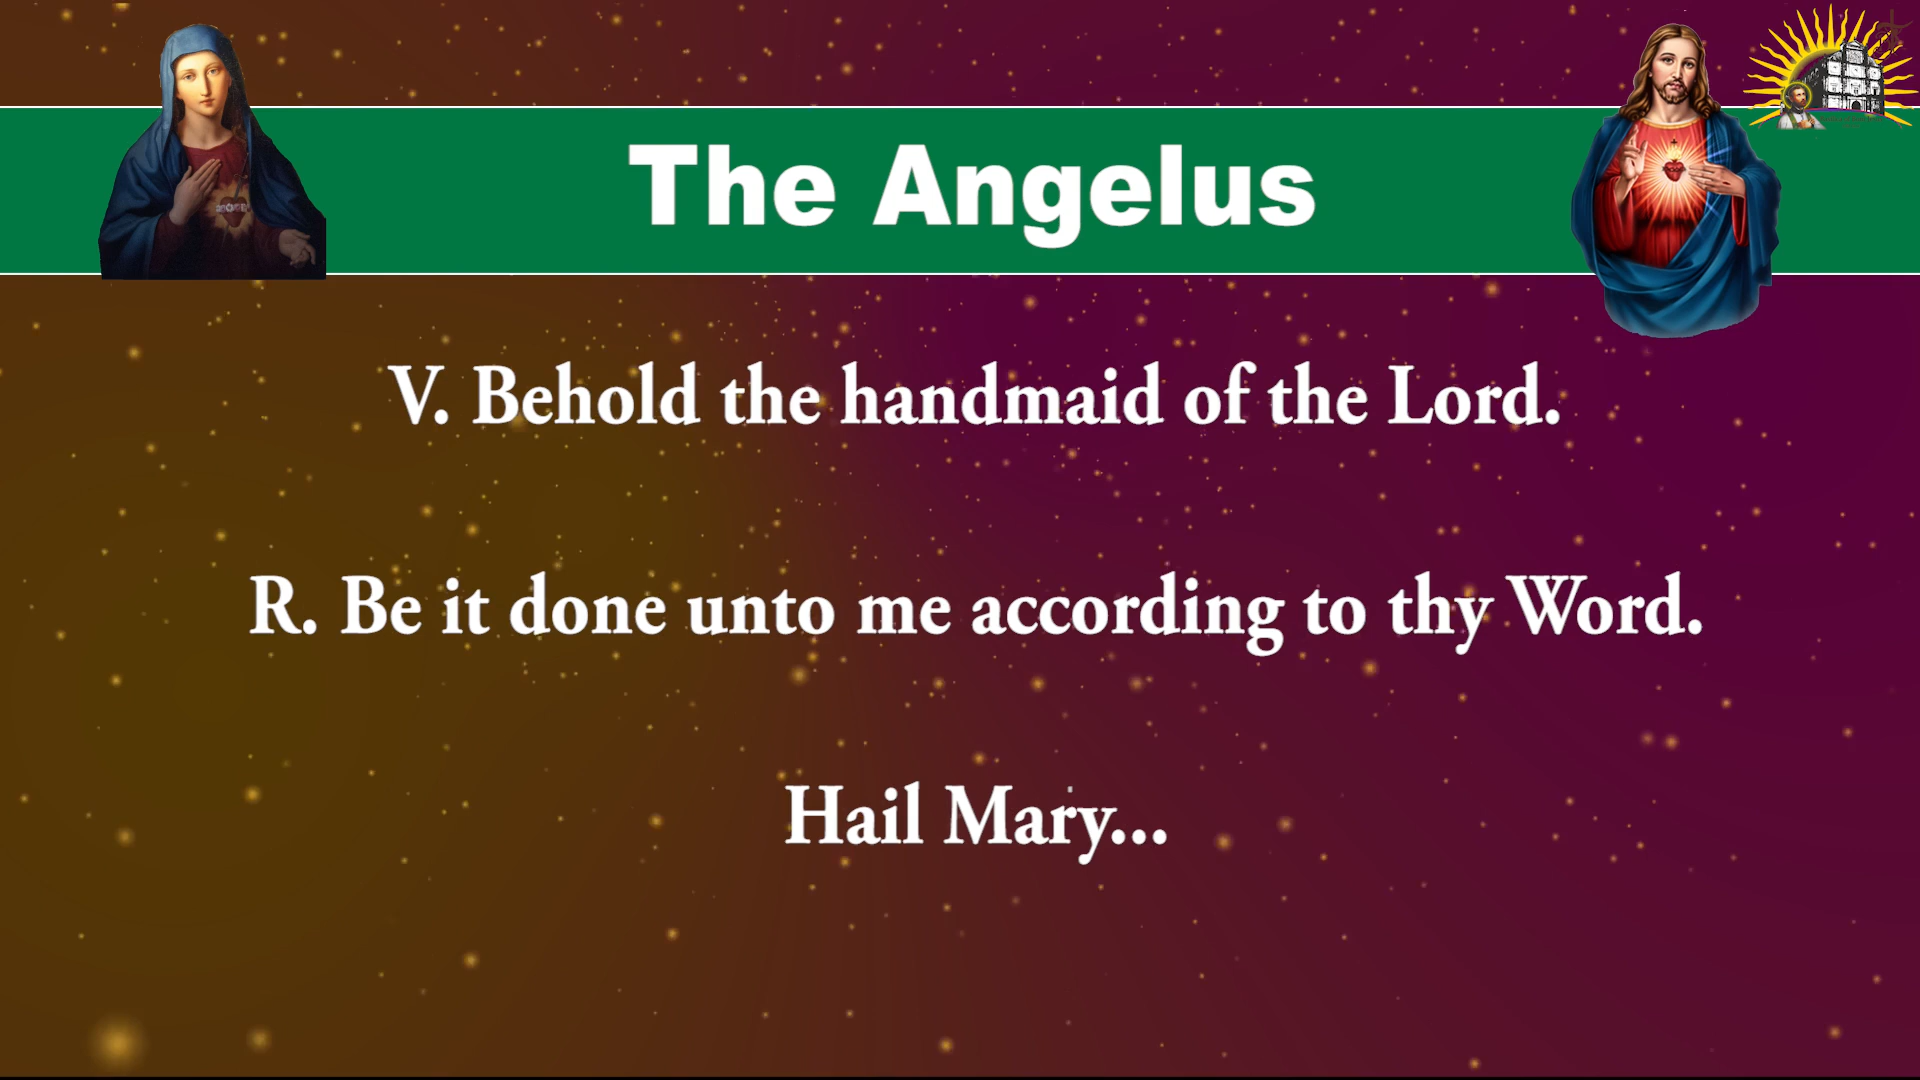 The Angelus
V. Behold the handmaid of the Lord.
R. Be it done unto me according to thy Word.
Hail Mary...